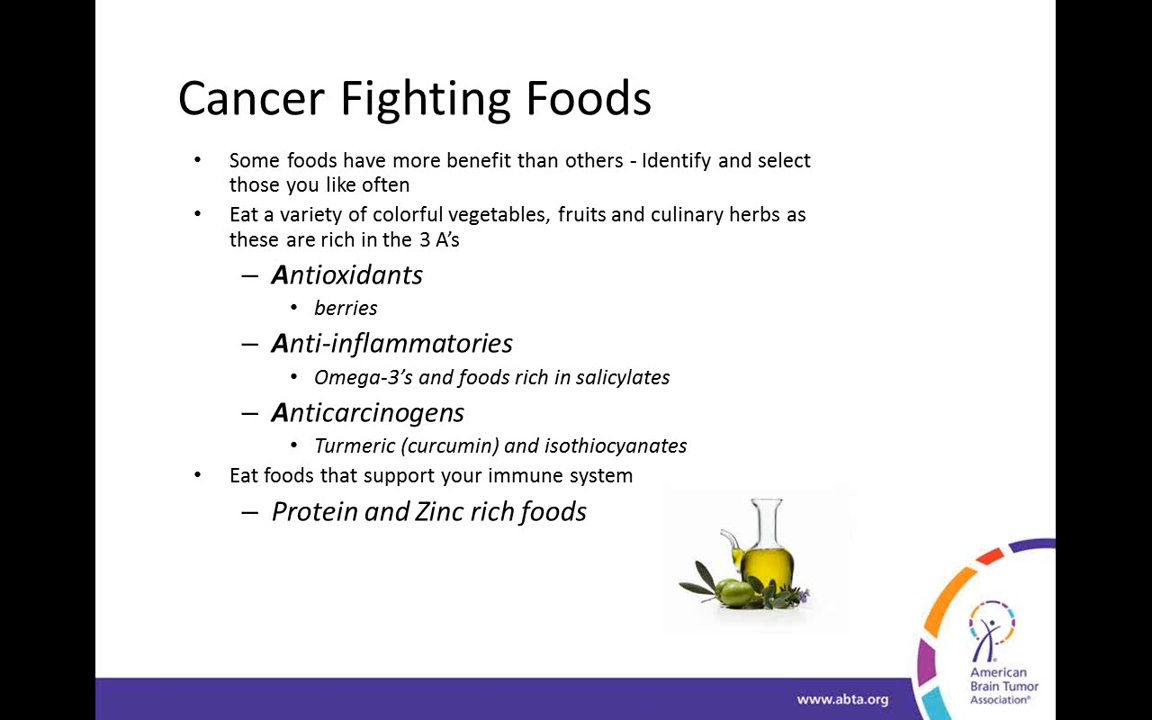 Cancer Fighting Foods
• Some foods have more benefit than others - Identify and select
those you like often
• Eat a variety of colorful vegetables, fruits and culinary herbs as
these are rich in the 3 A’s
– Antioxidants
• berries
– Anti-inflammatories
• Omega-3’s and foods rich in salicylates
– Anticarcinogens
• Turmeric (curcumin) and isothiocyanates
• Eat foods that support your immune system
– Protein and Zinc rich foods
American
Brain Tumor
Association®
www.abta.org